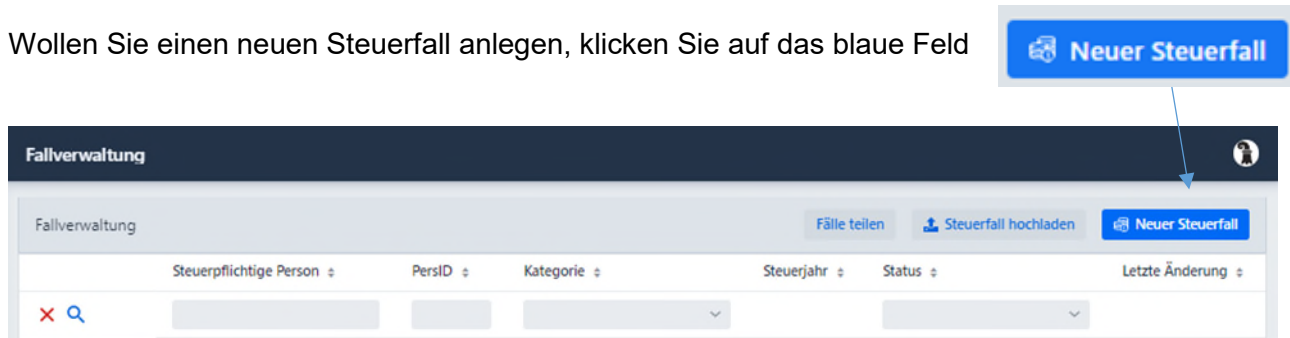 Wollen Sie einen neuen Steuerfall anlegen, klicken Sie auf das blaue Feld
Neuer Steuerfall
Fallverwaltung
Fallverwaltung Fälle teilen Steuerfall hochladen Neuer Steuerfall
Steuerpflichtige Person PersID Kategorie Steuerjahr Status Letzte Änderung